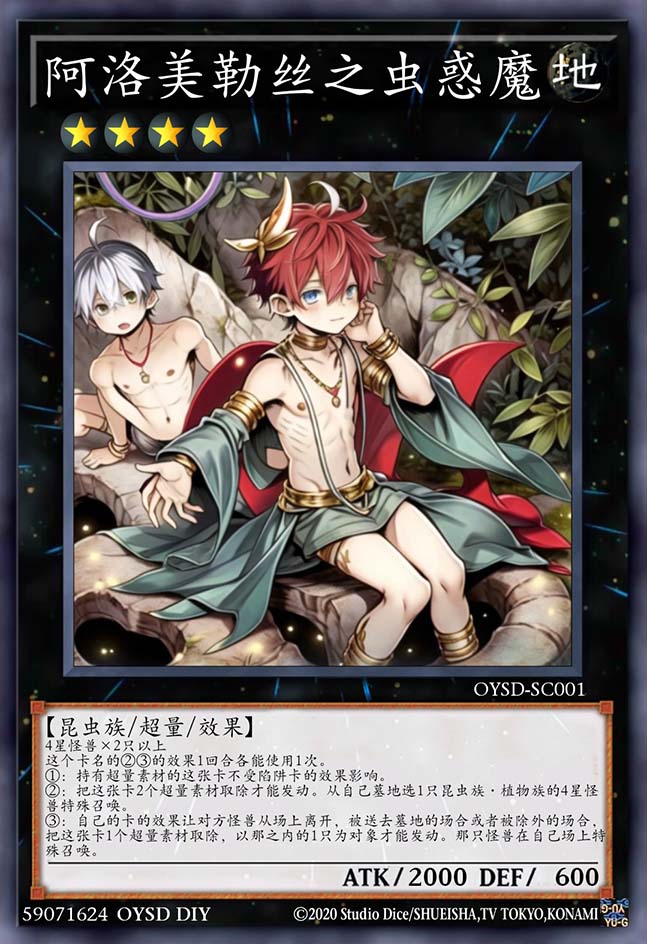 阿洛美勒丝之虫惑魔
地
OYSD-SC001
【昆虫族/超量/效果】
4星怪兽×2只以上
这个卡名的②③的效果1回合各能使用1次。
①：持有超量素材的这张卡不受陷阱卡的效果影响。
②：把这张卡2个超量素材取除才能发动。从自己墓地选1只昆虫族·植物族的4星怪
兽特殊召唤。
③：自己的卡的效果让对方怪兽从场上离开，被送去墓地的场合或者被除外的场合，
把这张卡1个超量素材取除，以那之内的1只为对象才能发动。那只怪兽在自己场上特
殊召唤。
ATK/2000 DEF/ 600
59071624 OYSD DIY ©2020 Studio Dice/SHUEISHA,TV TOKYO,KONAMI
YU-G
YU-G